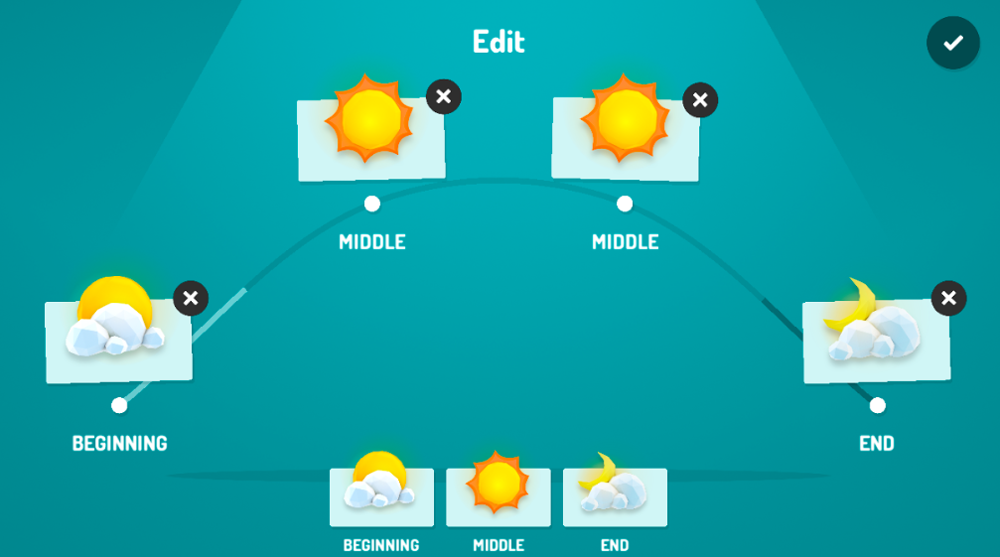 Edit
MIDDLE
MIDDLE
BEGINNING
END
BEGINNING
MIDDLE
END